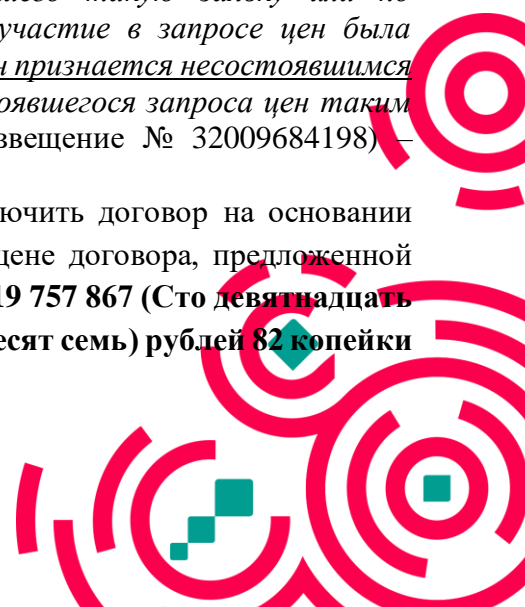 участие в запросе цен была
н признается несостоявшимся
оявшегося запроса цен таким
звещение № 32009684198) –
ючить договор на основании
цене договора, предложенной
19 757 867 (Сто девятнадцать
есят семь) рублей 82 копейки